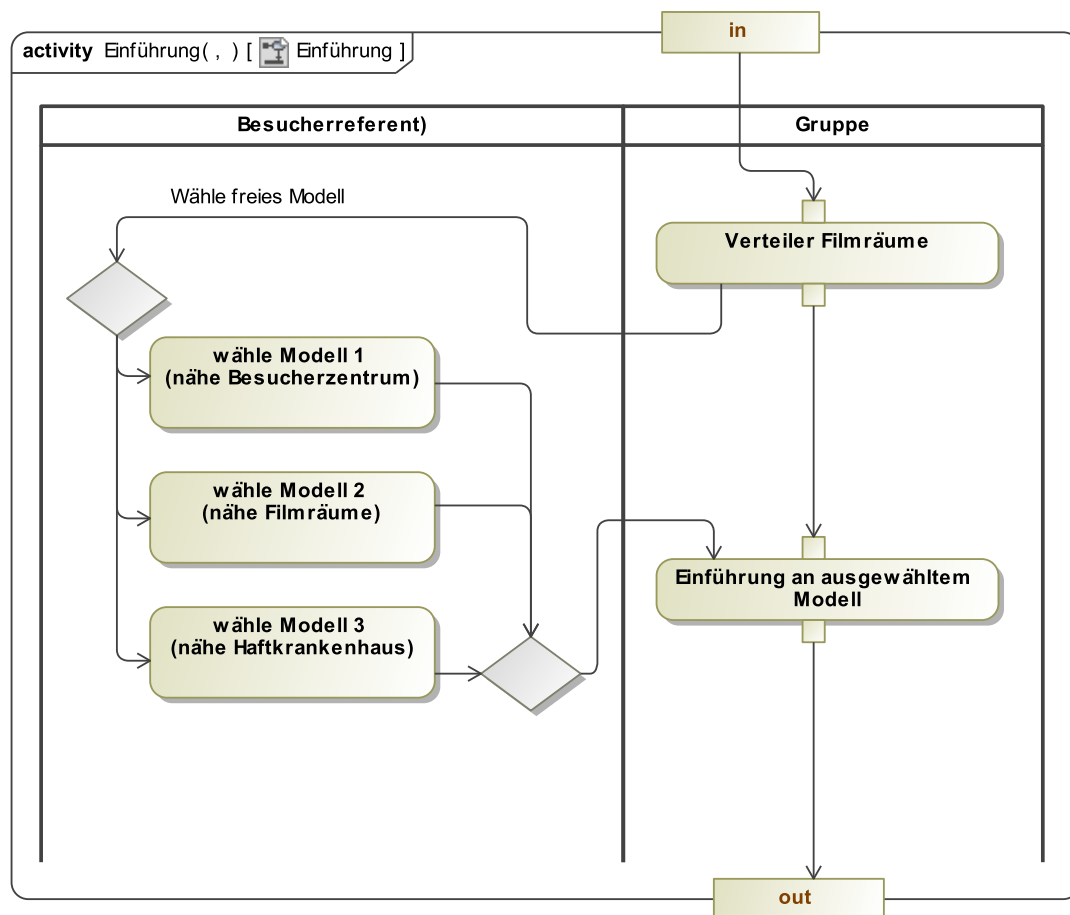 in
activity Einführung( , ) [ Einführung ]
Besucherreferent)
Gruppe
Wähle freies Modell
Verteiler Filmräume
wähle Modell 1
(nähe Besucherzentrum)
wähle Modell 2
(nähe Filmräume)
Einführung an ausgewähltem
Modell
wähle Modell 3
(nähe Haftkrankenhaus)
out